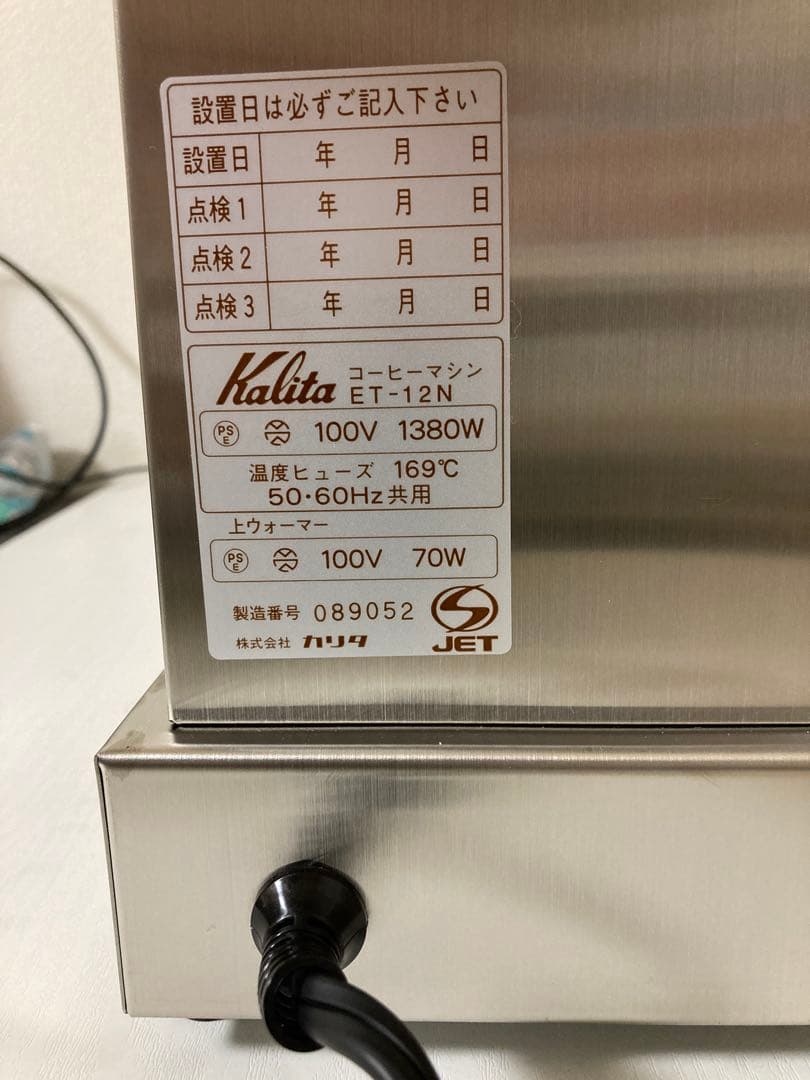 設置日は必ずご記入下さい
設置日 年 月 日
点検1 年 月 日
点検2 年 月 日
点検3 年 月 日
Kalita コーヒーマシン
ET-12N
PSE 100V 1380W
温度ヒューズ 169℃
50・60Hz共用
上ウォーマー
PSE 100V 70W
製造番号 089052
株式会社 カリタ JET